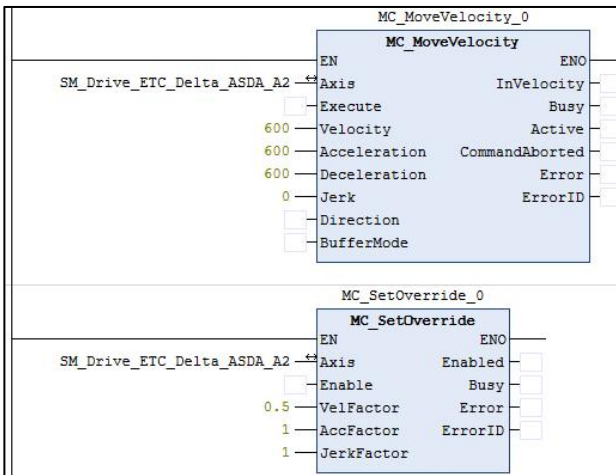 MC_MoveVelocity_0
MC_MoveVelocity
EN ENO
SM_Drive_ETC_Delta_ASDA_A2 Axis InVelocity
Execute Busy
600 Velocity Active
600 Acceleration CommandAborted
600 Deceleration Error
0 Jerk ErrorID
Direction
BufferMode
MC_SetOverride_0
MC_SetOverride
EN ENO
SM_Drive_ETC_Delta_ASDA_A2 Axis Enabled
Enable Busy
0.5 VelFactor Error
1 AccFactor ErrorID
1 JerkFactor